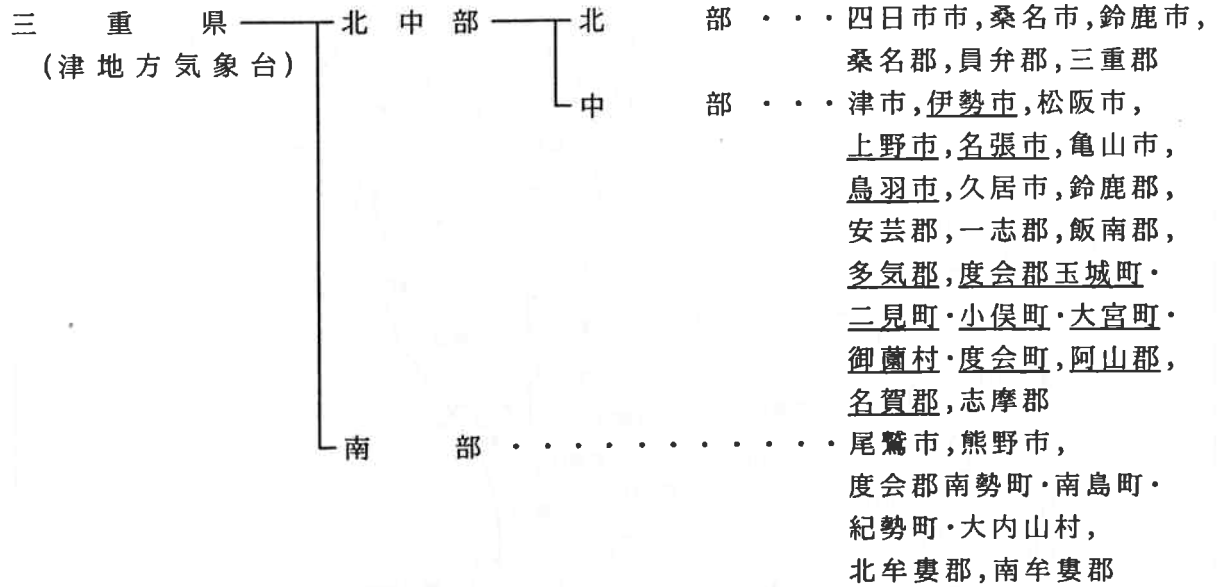 三重県 北中部 北部・・・四日市市,桑名市,鈴鹿市,
(津地方気象台) 桑名郡,員弁郡,三重郡
中部・・・津市,伊勢市,松阪市,
上野市,名張市,亀山市,
鳥羽市,久居市,鈴鹿郡,
安芸郡,一志郡,飯南郡,
多気郡,度会郡玉城町・
二見町・小俣町・大宮町・
御薗村・度会町,阿山郡,
名賀郡,志摩郡
南部・・・・・・・・・・・尾鷲市,熊野市,
度会郡南勢町・南島町・
紀勢町・大内山村,
北牟婁郡,南牟婁郡